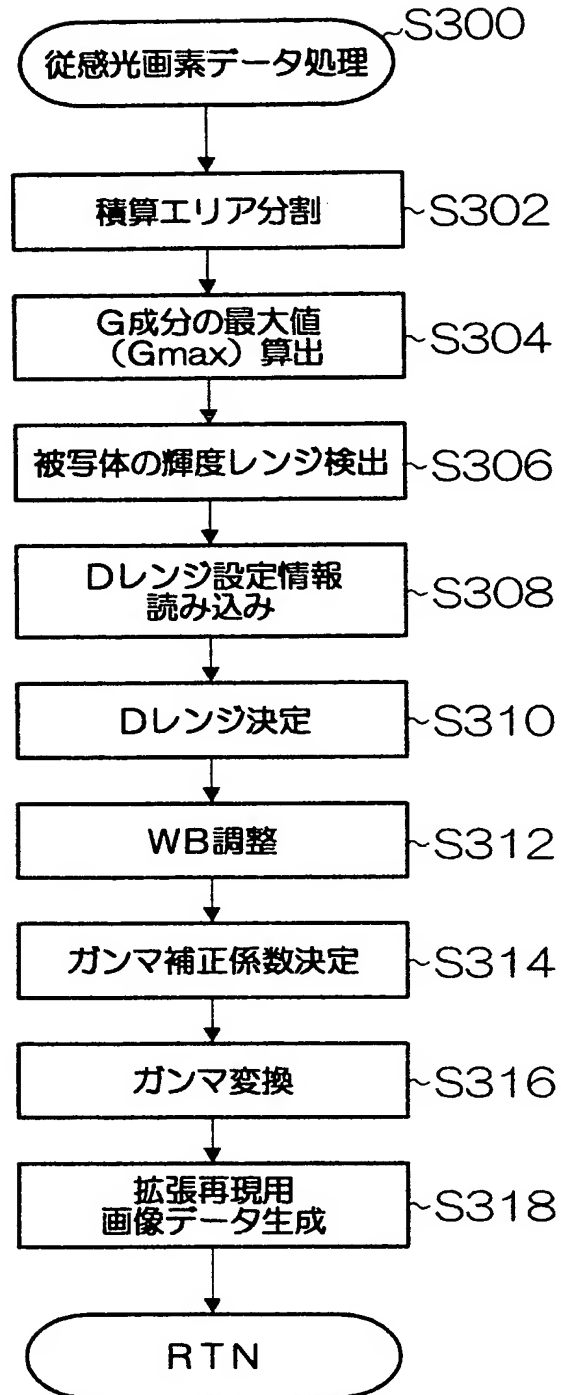 S300
従感光画素データ処理
積算エリア分割
S302
G成分の最大値
(Gmax) 算出
S304
被写体の輝度レンジ検出
S306
Dレンジ設定情報
読み込み
S308
Dレンジ決定
S310
WB調整
S312
ガンマ補正係数決定
S314
ガンマ変換
S316
拡張再現用
画像データ生成
S318
RTN